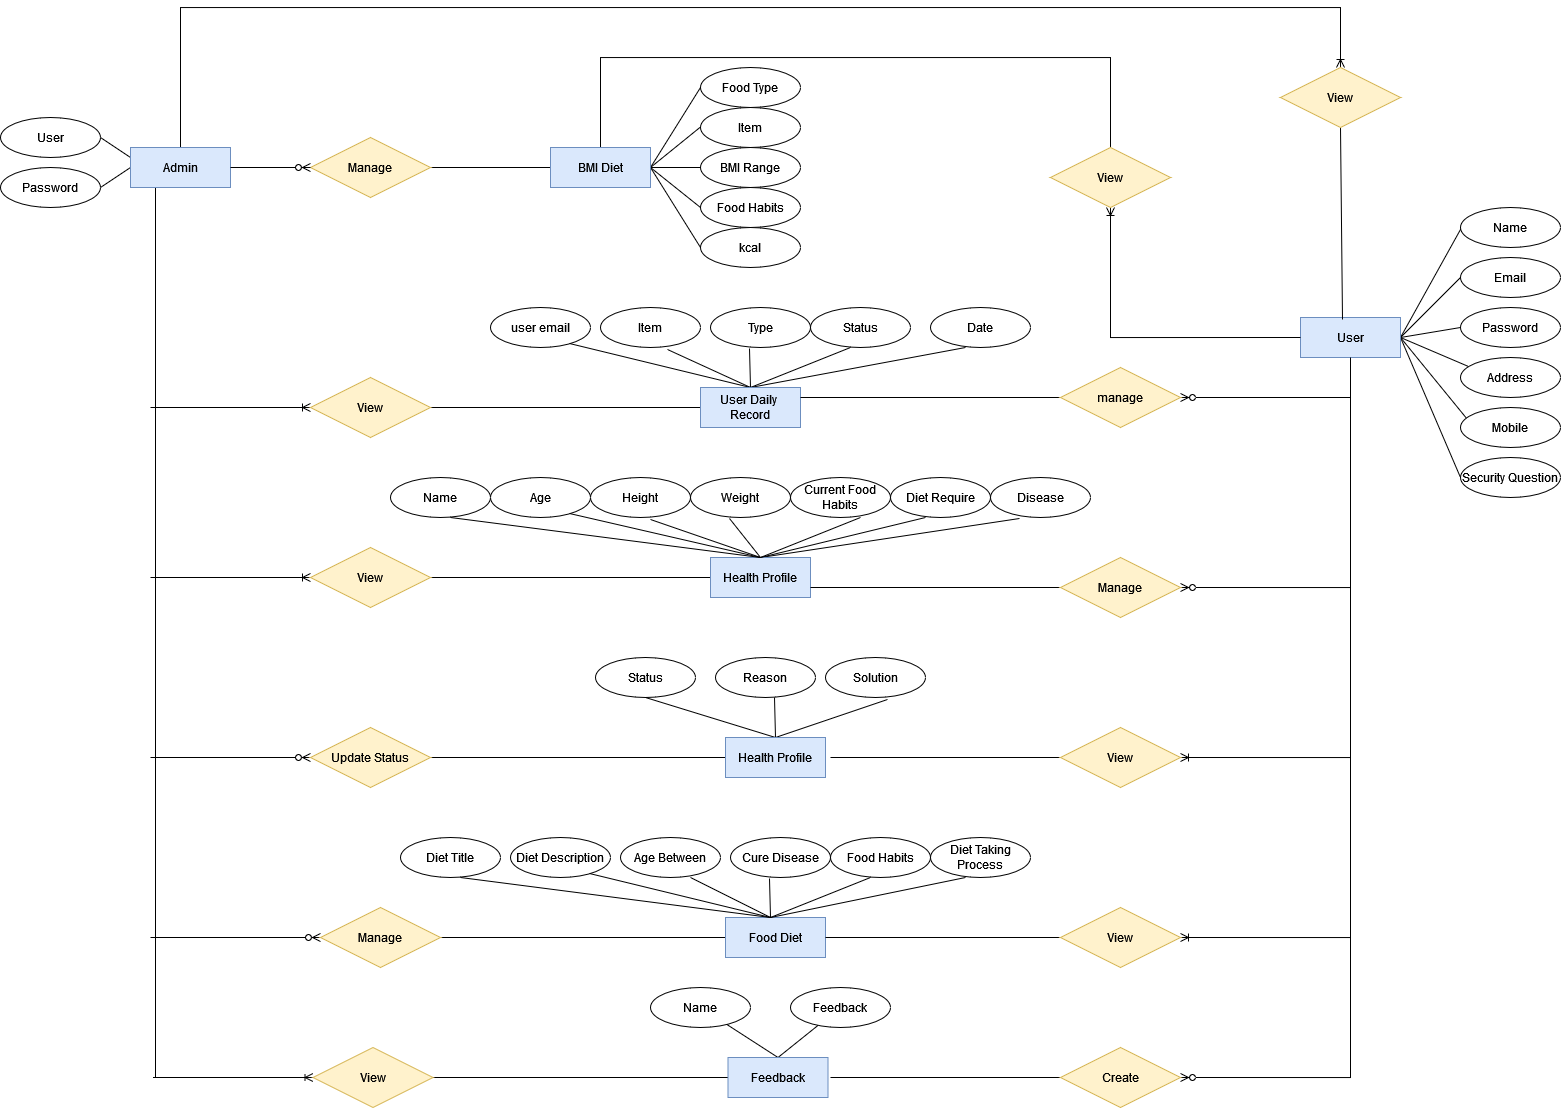 View
Food Type
User
Item
Admin
Manage
BMI Diet
BMI Range
View
Password
Food Habits
Name
kcal
Email
user email
Item
Type
Status
Date
Password
User
Address
View
User Daily
Record
manage
Mobile
Security Question
Name
Age
Height
Weight
Current Food
Habits
Diet Require
Disease
View
Health Profile
Manage
Status
Reason
Solution
Update Status
Health Profile
View
Diet Title
Diet Description
Age Between
Cure Disease
Food Habits
Diet Taking
Process
Manage
Food Diet
View
Name
Feedback
View
Feedback
Create